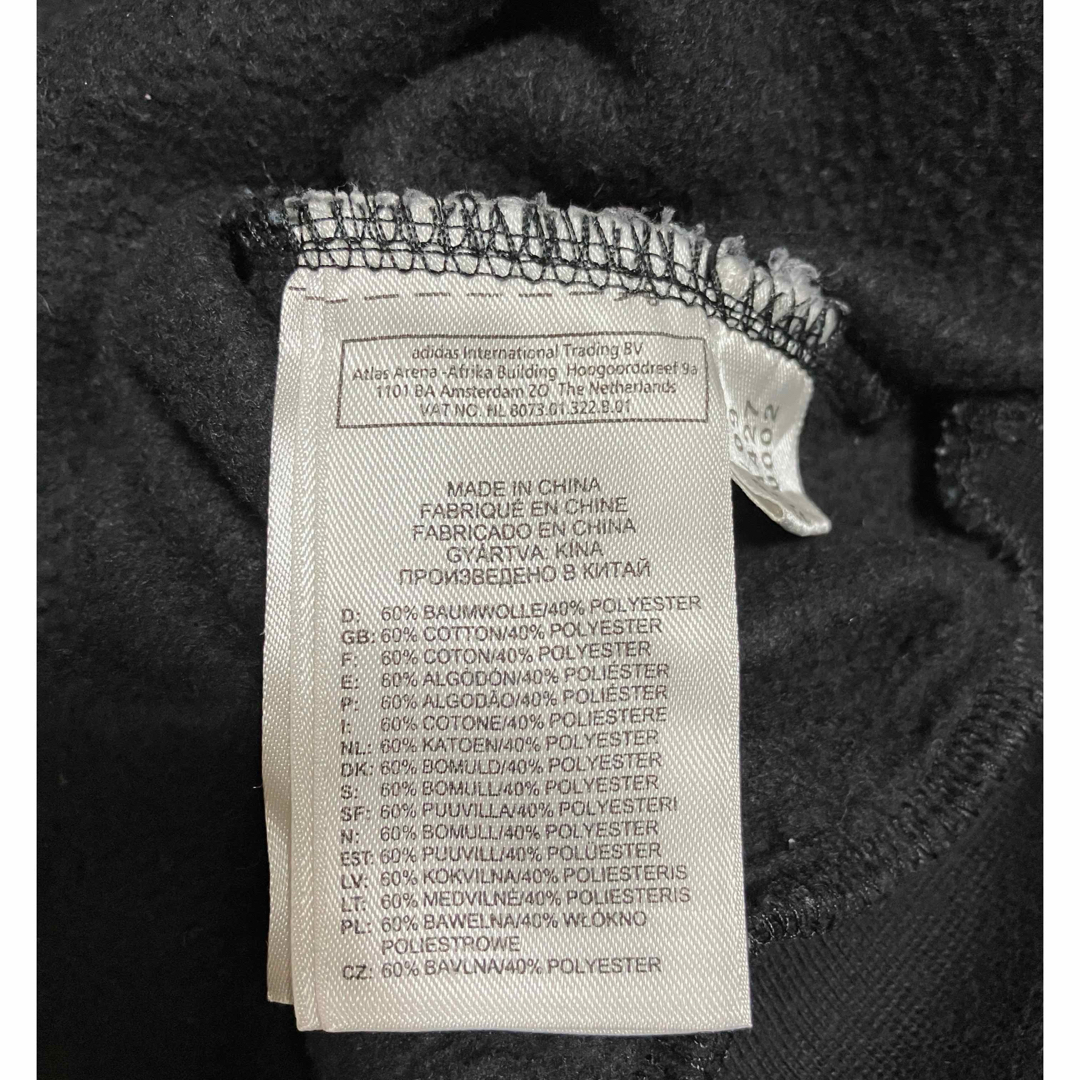 adidas International Trading BV
Atlas Arena -Afrika Building Hoogoorddreef 9a
1101 BA Amsterdam ZO The Netherlands
VAT NO: HL 8073.01.322.B.01
MADE IN CHINA
FABRIQUÉ EN CHINE
FABRICADO EN CHINA
GYÁRTVA: KÍNA
ПРОИЗВЕДЕНО В КИТАЙ
D: 60% BAUMWOLLE/40% POLYESTER
GB: 60% COTTON/40% POLYESTER
F: 60% COTON/40% POLYESTER
E: 60% ALGODÓN/40% POLIÉSTER
P: 60% ALGODÃO/40% POLIÉSTER
I: 60% COTONE/40% POLIESTERE
NL: 60% KATOEN/40% POLYESTER
DK: 60% BOMULD/40% POLYESTER
S: 60% BOMULL/40% POLYESTER
SF: 60% PUUVILLA/40% POLYESTERI
N: 60% BOMULL/40% POLYESTER
EST: 60% PUUVILL/40% POLÜESTER
LV: 60% KOKVILNA/40% POLIESTERIS
LT: 60% MEDVILNĖ/40% POLIESTERIS
PL: 60% BAWEŁNA/40% WŁÓKNO
POLIESTROWE
CZ: 60% BAVLNA/40% POLYESTER